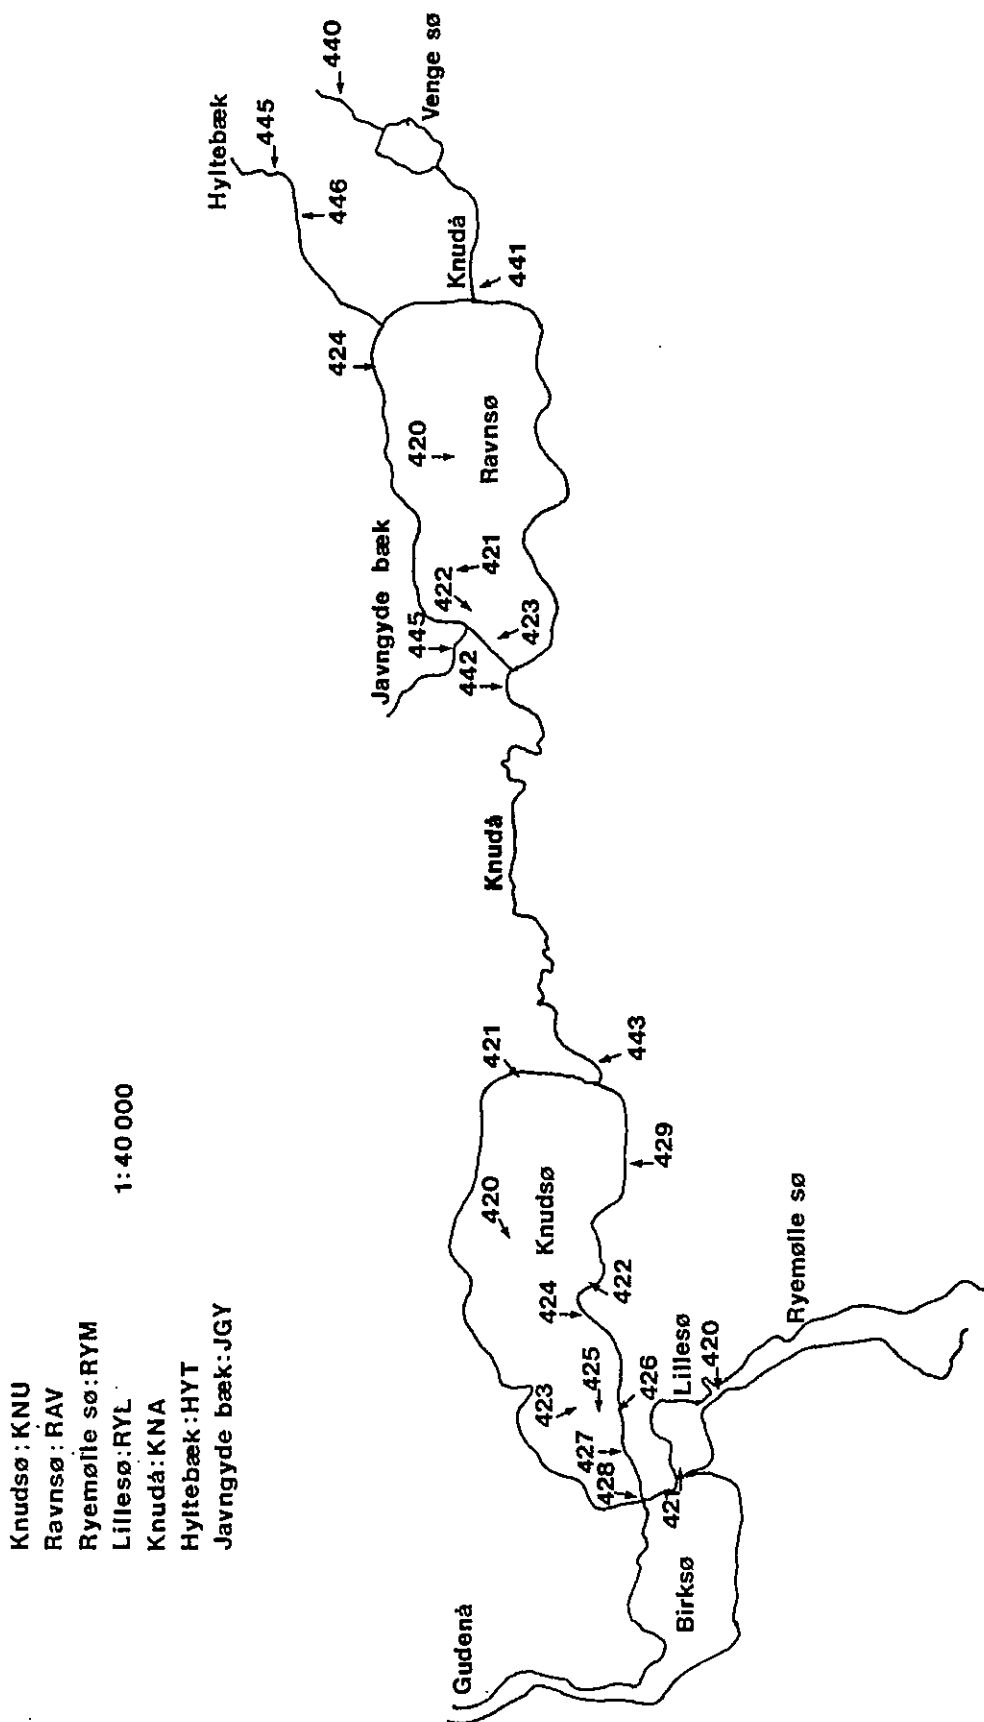 Knudsø:KNU
Ravnsø:RAV
Ryemølle sø:RYM
Lillesø:RYL
Knudå:KNA
Hyltebæk:HYT
Javngyde bæk:JGY
1:40 000
Gudenå
Birksø
428
427
423
425
426
421
Lillesø
420
Ryemølle sø
424
422
Knudsø
420
429
421
443
Knudå
Javngyde bæk
442
445
422
423
421
420
Ravnsø
424
Knudå
441
Hyltebæk
446
445
440
Venge sø